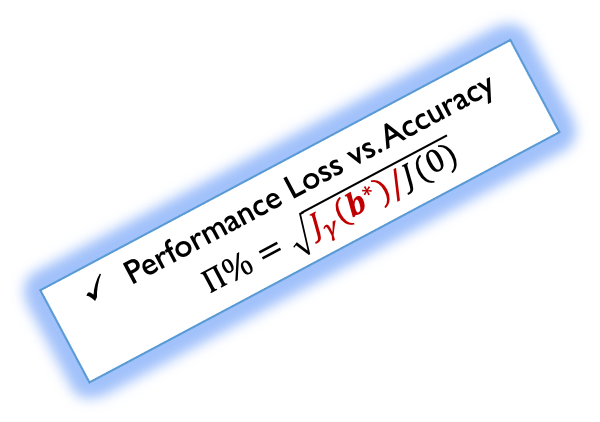 ✓ Performance Loss vs. Accuracy
Π% = √J_γ(b*)/J(0)